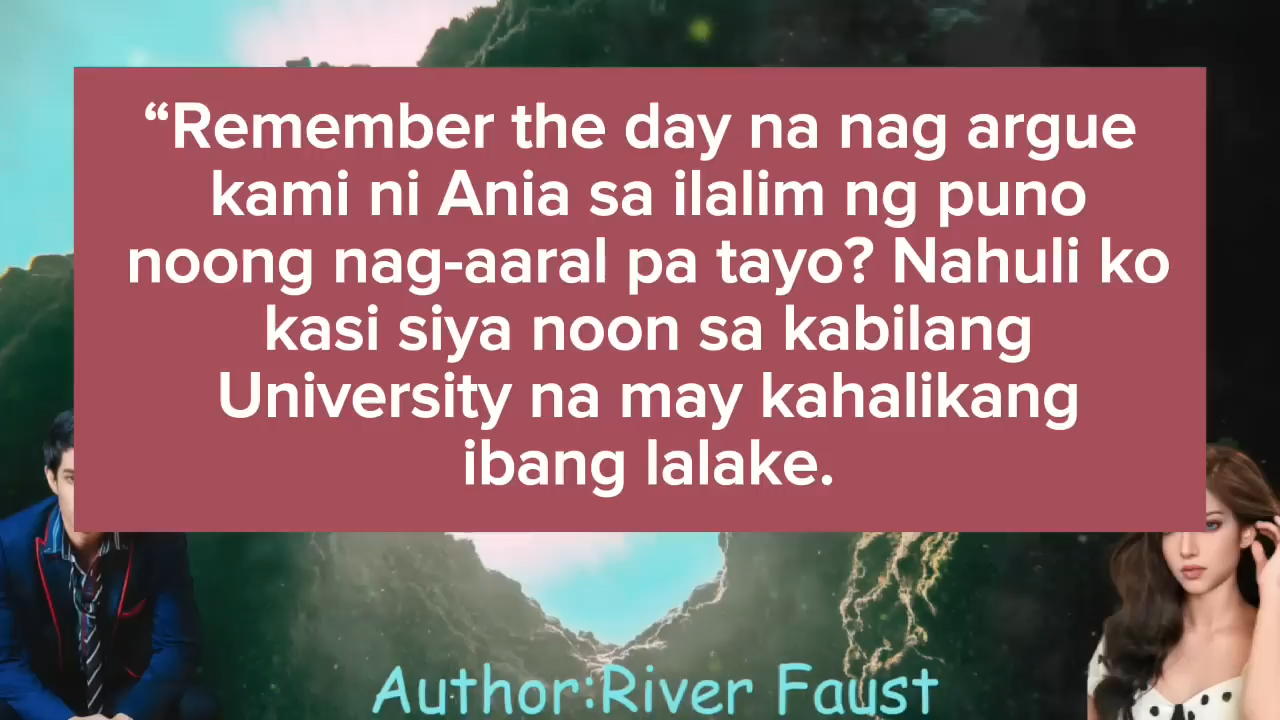 “Remember the day na nag argue
kami ni Ania sa ilalim ng puno
noong nag-aaral pa tayo? Nahuli ko
kasi siya noon sa kabilang
University na may kahalikang
ibang lalake.
Author:River Faust